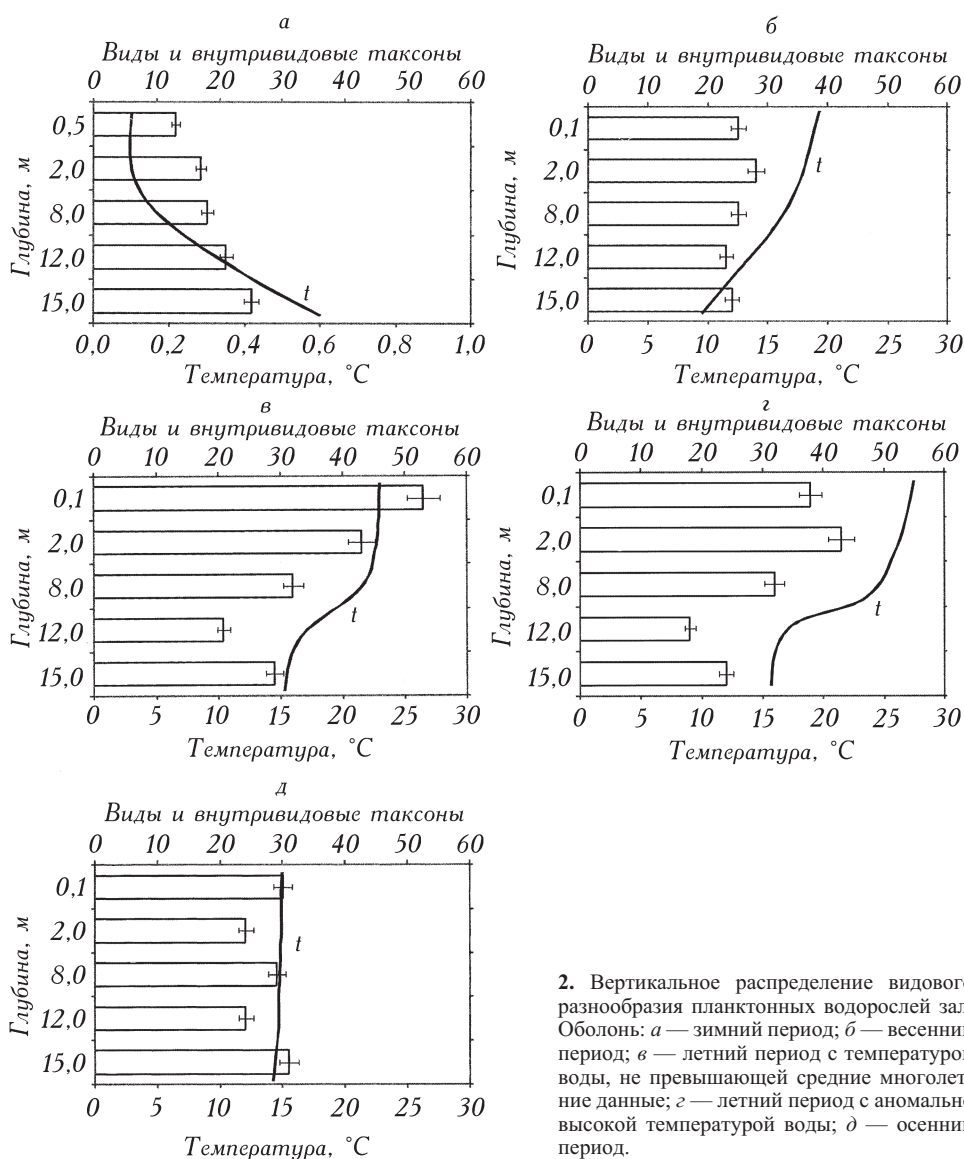 а
Виды и внутривидовые таксоны
0 10 20 30 40 50 60
Глубина, м
0,5
2,0
8,0
12,0
15,0
t
0,0 0,2 0,4 0,6 0,8 1,0
Температура, °С
б
Виды и внутривидовые таксоны
0 10 20 30 40 50 60
Глубина, м
0,1
2,0
8,0
12,0
15,0
t
0 5 10 15 20 25 30
Температура, °С
в
Виды и внутривидовые таксоны
0 10 20 30 40 50 60
Глубина, м
0,1
2,0
8,0
12,0
15,0
t
0 5 10 15 20 25 30
Температура, °С
г
Виды и внутривидовые таксоны
0 10 20 30 40 50 60
Глубина, м
0,1
2,0
8,0
12,0
15,0
t
0 5 10 15 20 25 30
Температура, °С
д
Виды и внутривидовые таксоны
0 10 20 30 40 50 60
Глубина, м
0,1
2,0
8,0
12,0
15,0
t
0 5 10 15 20 25 30
Температура, °С
2. Вертикальное распределение видового
разнообразия планктонных водорослей зал.
Оболонь: а — зимний период; б — весенний
период; в — летний период с температурой
воды, не превышающей средние многолет-
ние данные; г — летний период с аномально
высокой температурой воды; д — осенний
период.